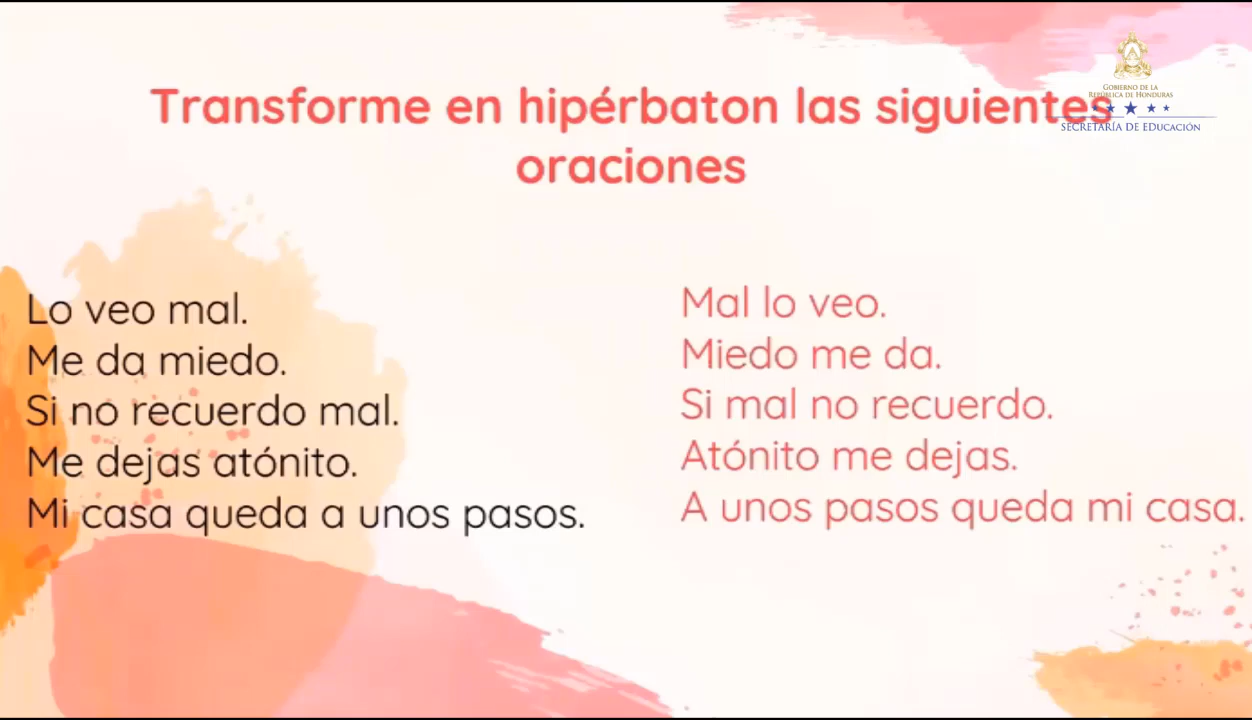 Transforme en hipérbaton las siguientes
oraciones
GOBIERNO DE LA
REPÚBLICA DE HONDURAS
SECRETARÍA DE EDUCACIÓN
Lo veo mal.
Me da miedo.
Si no recuerdo mal.
Me dejas atónito.
Mi casa queda a unos pasos.
Mal lo veo.
Miedo me da.
Si mal no recuerdo.
Atónito me dejas.
A unos pasos queda mi casa.